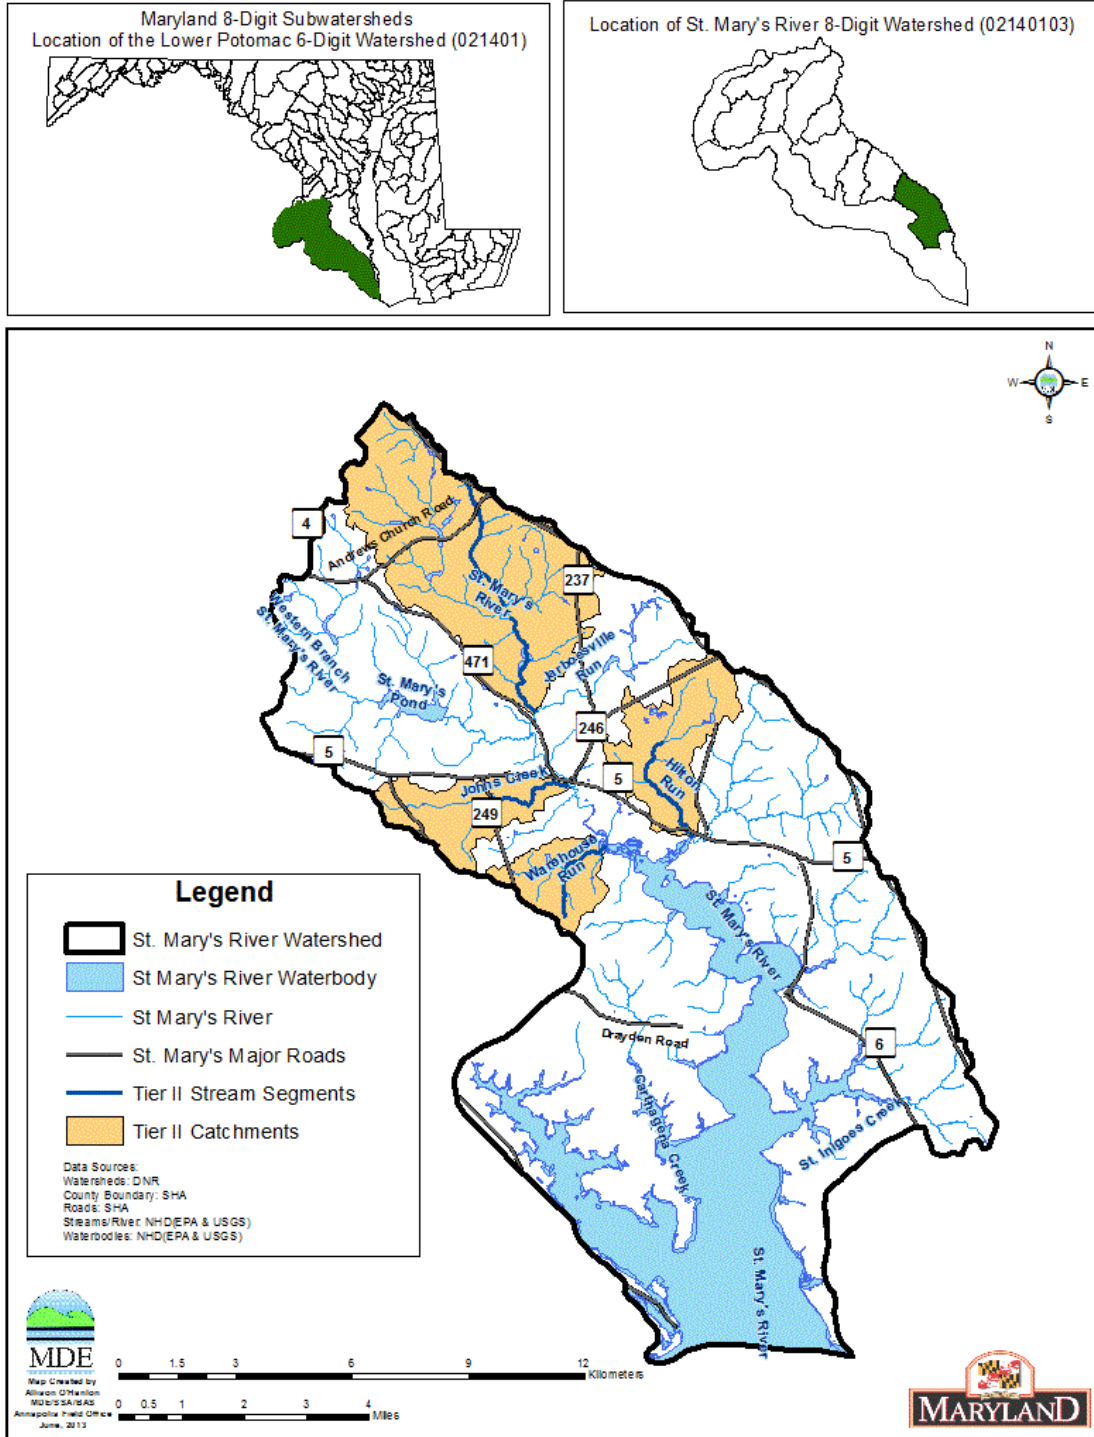 Maryland 8-Digit Subwatersheds
Location of the Lower Potomac 6-Digit Watershed (021401)
Location of St. Mary's River 8-Digit Watershed (02140103)
N
W
E
S
4
Andrews Church Road
237
St. Mary's
River
Western Branch
St. Mary's River
Jarboesville
Run
471
St. Mary's
Pond
246
5
Hilton
Run
5
Johns Creek
249
Warehouse
Run
5
St. Mary's River
Drayden Road
6
Carthagena Creek
St. Inigoes Creek
St. Mary's River
Legend
St. Mary's River Watershed
St Mary's River Waterbody
St Mary's River
St. Mary's Major Roads
Tier II Stream Segments
Tier II Catchments
Data Sources:
Watersheds: DNR
County Boundary: SHA
Roads: SHA
Streams/River: NHD(EPA & USGS)
Waterbodies: NHD(EPA & USGS)
MDE
Map Created by
Allison O'Hanlon
MDE/SSA/BAS
Annapolis Field Office
June, 2013
0 1.5 3 6 9 12
Kilometers
0 0.5 1 2 3 4
Miles
MARYLAND